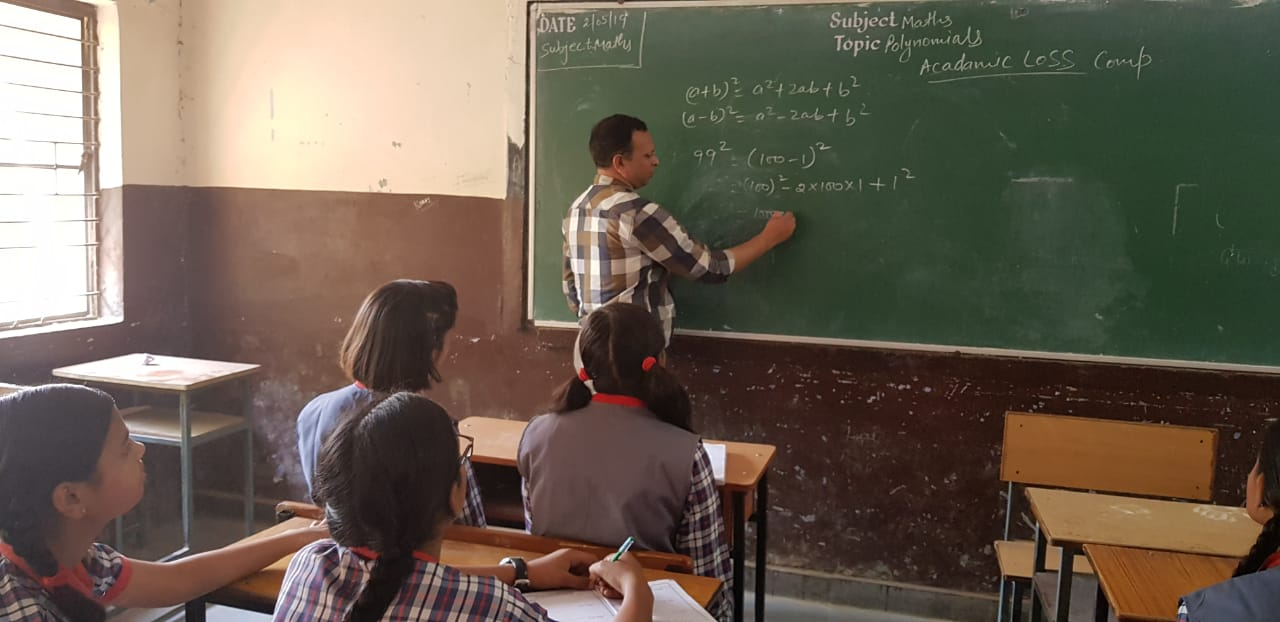 DATE 2/05/19
Subject Maths
Subject Maths
Topic Polynomials
Acadamic LOSS Comp
(a+b)² = a²+2ab+b²
(a-b)² = a²-2ab+b²
99² = (100-1)²
= (100)² - 2×100×1 + 1²